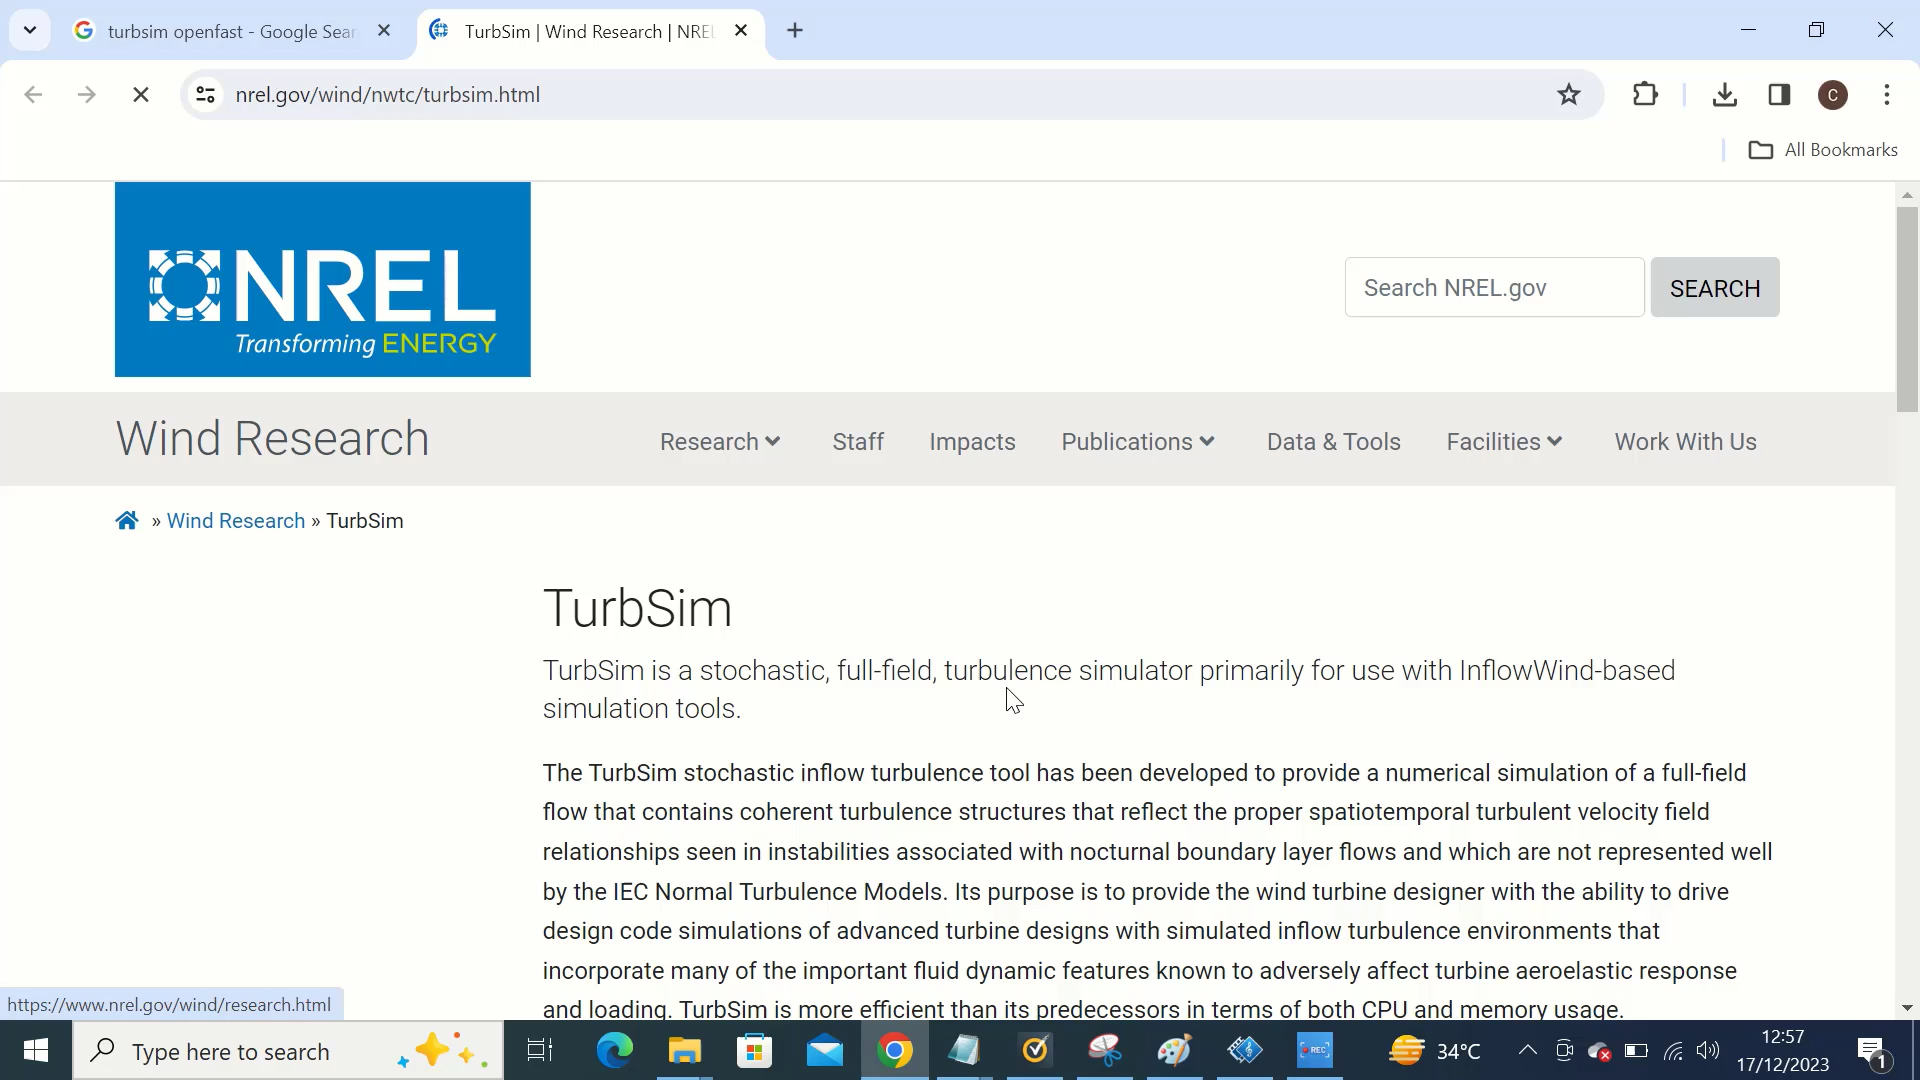 turbsim openfast - Google Sear
TurbSim | Wind Research | NREL
nrel.gov/wind/nwtc/turbsim.html
C
All Bookmarks
NREL
Transforming ENERGY
Search NREL.gov
SEARCH
Wind Research
Research
Staff
Impacts
Publications
Data & Tools
Facilities
Work With Us
» Wind Research » TurbSim
TurbSim
TurbSim is a stochastic, full-field, turbulence simulator primarily for use with InflowWind-based
simulation tools.
The TurbSim stochastic inflow turbulence tool has been developed to provide a numerical simulation of a full-field
flow that contains coherent turbulence structures that reflect the proper spatiotemporal turbulent velocity field
relationships seen in instabilities associated with nocturnal boundary layer flows and which are not represented well
by the IEC Normal Turbulence Models. Its purpose is to provide the wind turbine designer with the ability to drive
design code simulations of advanced turbine designs with simulated inflow turbulence environments that
incorporate many of the important fluid dynamic features known to adversely affect turbine aeroelastic response
and loading. TurbSim is more efficient than its predecessors in terms of both CPU and memory usage.
https://www.nrel.gov/wind/research.html
Type here to search
REC
34°C
12:57
17/12/2023
1